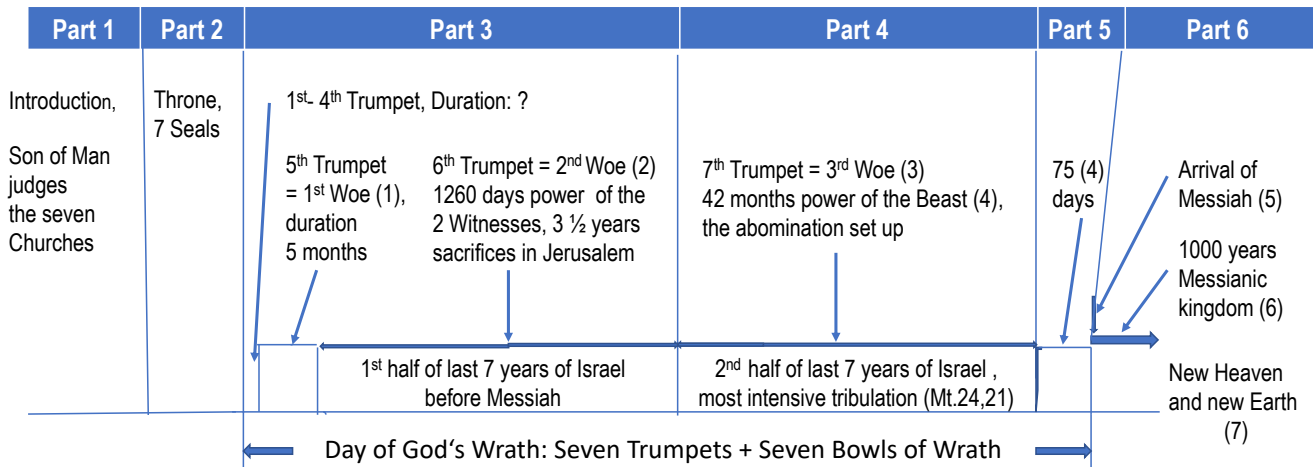 Part 1
Part 2
Part 3
Part 4
Part 5
Part 6
Introduction,
Son of Man
judges
the seven
Churches
Throne,
7 Seals
1st- 4th Trumpet, Duration: ?
5th Trumpet
= 1st Woe (1),
duration
5 months
6th Trumpet = 2nd Woe (2)
1260 days power of the
2 Witnesses, 3 ½ years
sacrifices in Jerusalem
7th Trumpet = 3rd Woe (3)
42 months power of the Beast (4),
the abomination set up
75 (4)
days
Arrival of
Messiah (5)
1000 years
Messianic
kingdom (6)
1st half of last 7 years of Israel
before Messiah
2nd half of last 7 years of Israel ,
most intensive tribulation (Mt.24,21)
New Heaven
and new Earth
(7)
Day of God‘s Wrath: Seven Trumpets + Seven Bowls of Wrath